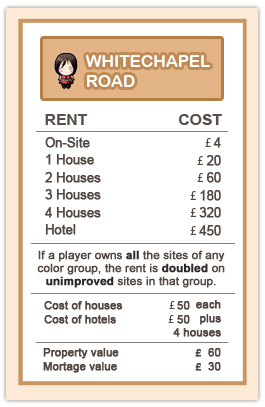 WHITECHAPEL
ROAD
RENT COST
On-Site £ 4
1 House £ 20
2 Houses £ 60
3 Houses £ 180
4 Houses £ 320
Hotel £ 450
If a player owns all the sites of any
color group, the rent is doubled on
unimproved sites in that group.
Cost of houses £ 50 each
Cost of hotels £ 50 plus
4 houses
Property value £ 60
Mortage value £ 30